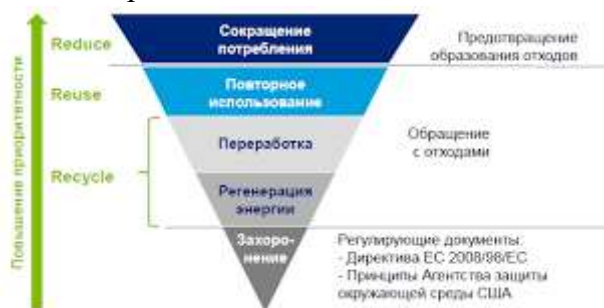 Повышение приоритетности
Reduce
Сокращение
потребления
Предотвращение
образования отходов
Reuse
Повторное
использование
Recycle
Переработка
Обращение
с отходами
Регенерация
энергии
Захоро-
нение
Регулирующие документы:
- Директива ЕС 2008/98/ЕС
- Принципы Агентства защиты
окружающей среды США